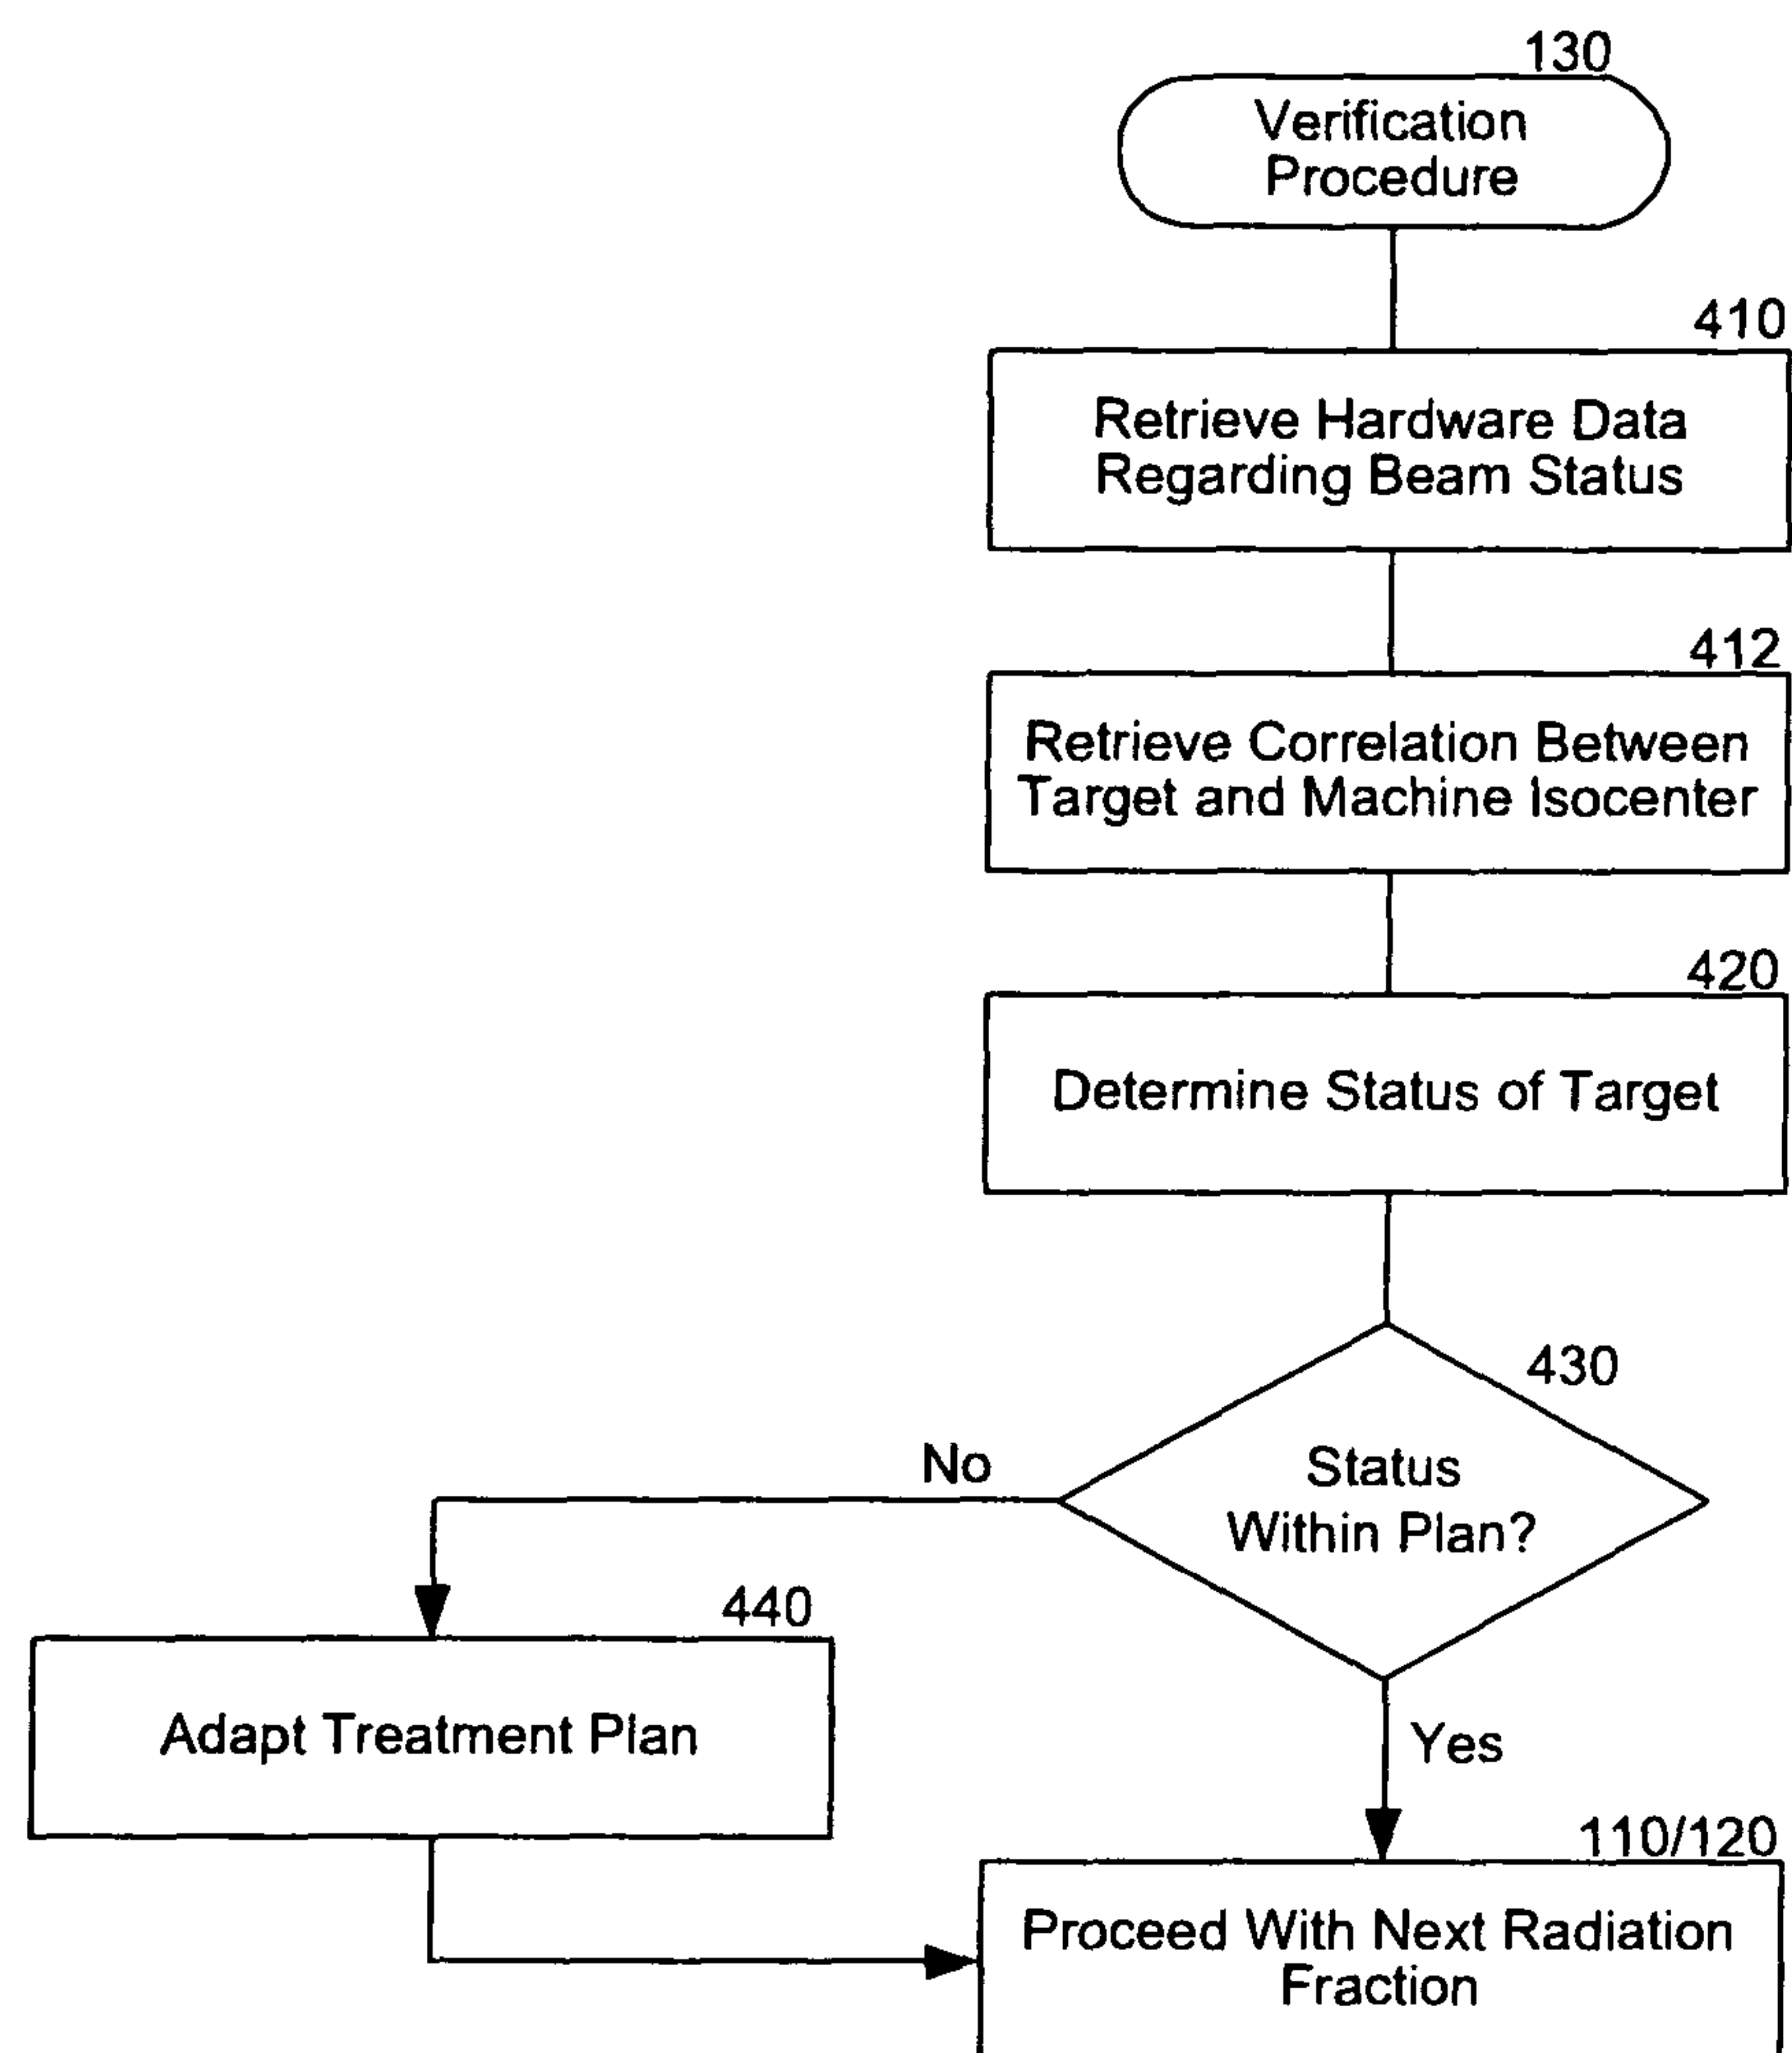 130
Verification
Procedure
410
Retrieve Hardware Data
Regarding Beam Status
412
Retrieve Correlation Between
Target and Machine Isocenter
420
Determine Status of Target
430
Status
Within Plan?
No
440
Adapt Treatment Plan
Yes
110/120
Proceed With Next Radiation
Fraction